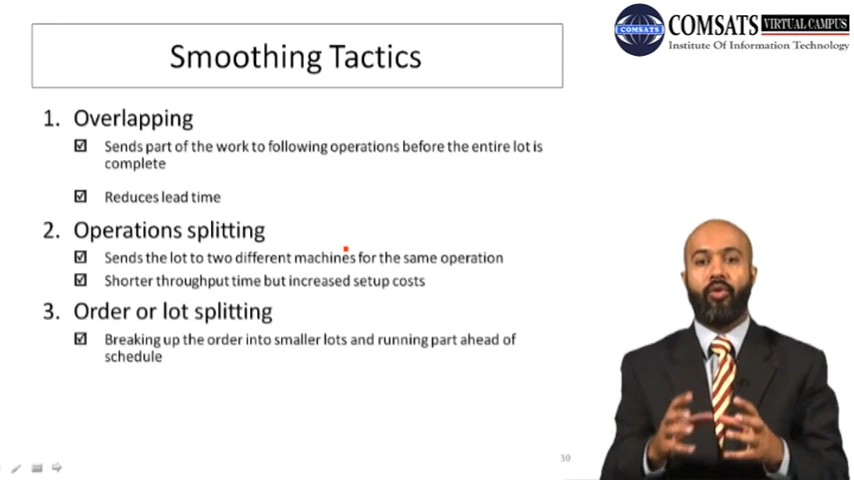 COMSATS VIRTUAL CAMPUS
COMSATS
Institute Of Information Technology
Smoothing Tactics
1. Overlapping
Sends part of the work to following operations before the entire lot is
complete
Reduces lead time
2. Operations splitting
Sends the lot to two different machines for the same operation
Shorter throughput time but increased setup costs
3. Order or lot splitting
Breaking up the order into smaller lots and running part ahead of
schedule
30